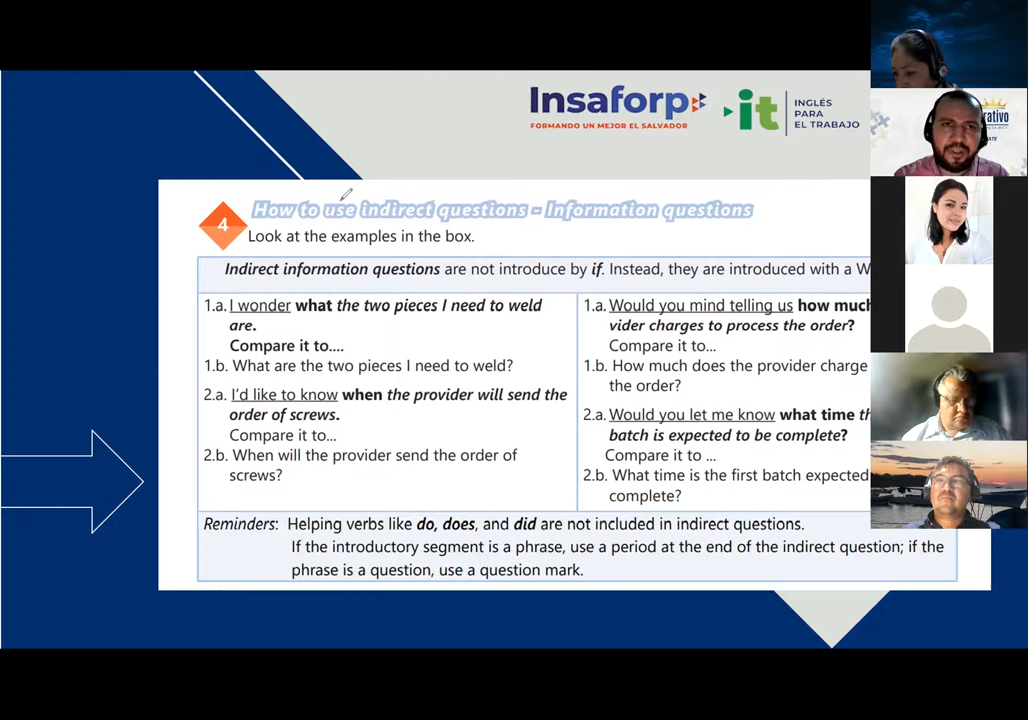 Insaforp
FORMANDO UN MEJOR EL SALVADOR
it
INGLÉS
PARA
EL TRABAJO
4
How to use indirect questions - Information questions
Look at the examples in the box.
Indirect information questions are not introduce by if. Instead, they are introduced with a W
1.a. I wonder what the two pieces I need to weld
are.
Compare it to....
1.b. What are the two pieces I need to weld?
2.a. I'd like to know when the provider will send the
order of screws.
Compare it to...
2.b. When will the provider send the order of
screws?
1.a. Would you mind telling us how much
vider charges to process the order?
Compare it to...
1.b. How much does the provider charge
the order?
2.a. Would you let me know what time th
batch is expected to be complete?
Compare it to ...
2.b. What time is the first batch expected
complete?
Reminders: Helping verbs like do, does, and did are not included in indirect questions.
If the introductory segment is a phrase, use a period at the end of the indirect question; if the
phrase is a question, use a question mark.
rativo